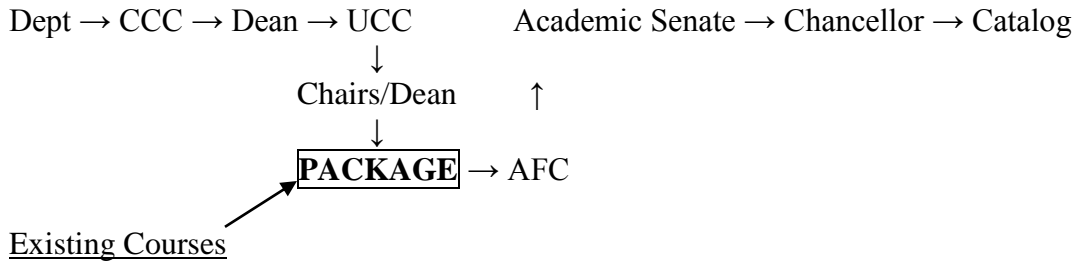 Dept → CCC → Dean → UCC Academic Senate → Chancellor → Catalog
↓
Chairs/Dean ↑
↓
PACKAGE → AFC
Existing Courses